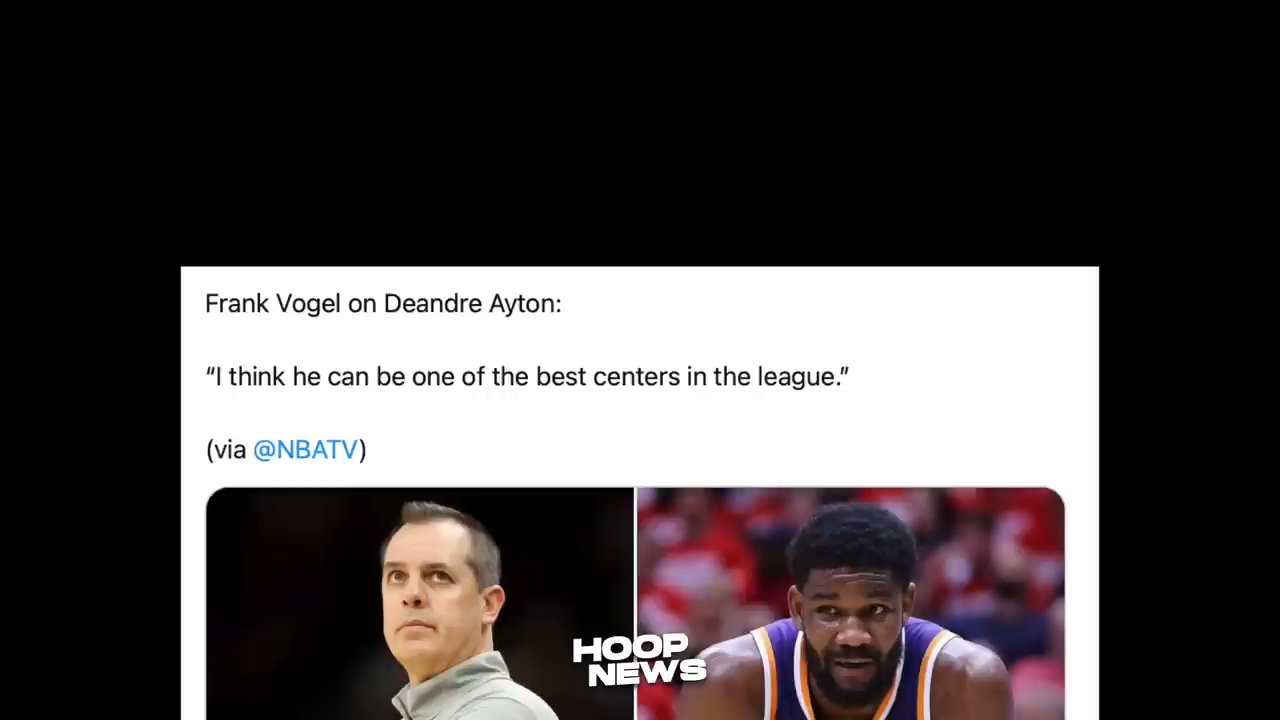 Frank Vogel on Deandre Ayton:
“I think he can be one of the best centers in the league.”
(via @NBATV)
HOOP
NEWS